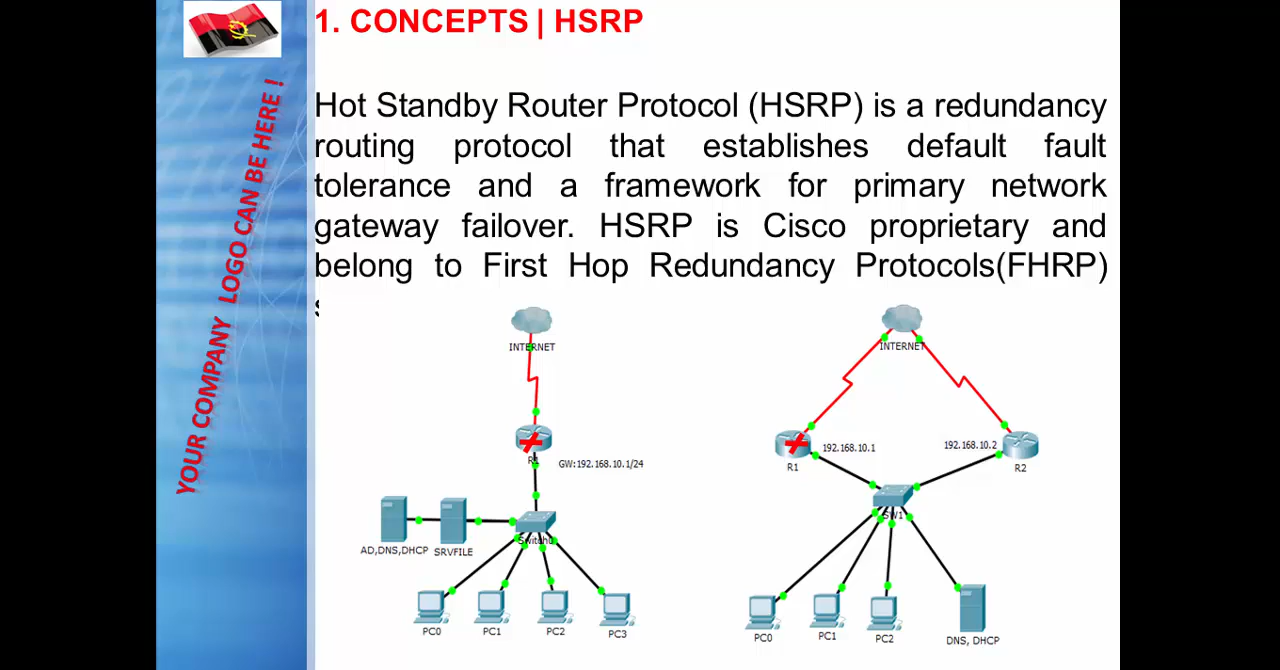 1. CONCEPTS | HSRP
YOUR COMPANY LOGO CAN BE HERE !
Hot Standby Router Protocol (HSRP) is a redundancy
routing protocol that establishes default fault
tolerance and a framework for primary network
gateway failover. HSRP is Cisco proprietary and
belong to First Hop Redundancy Protocols(FHRP)
INTERNET
R1
GW:192.168.10.1/24
AD,DNS,DHCP
SRVFILE
Switch0
PC0
PC1
PC2
PC3
INTERNET
192.168.10.1
192.168.10.2
R1
R2
SW1
PC0
PC1
PC2
DNS, DHCP